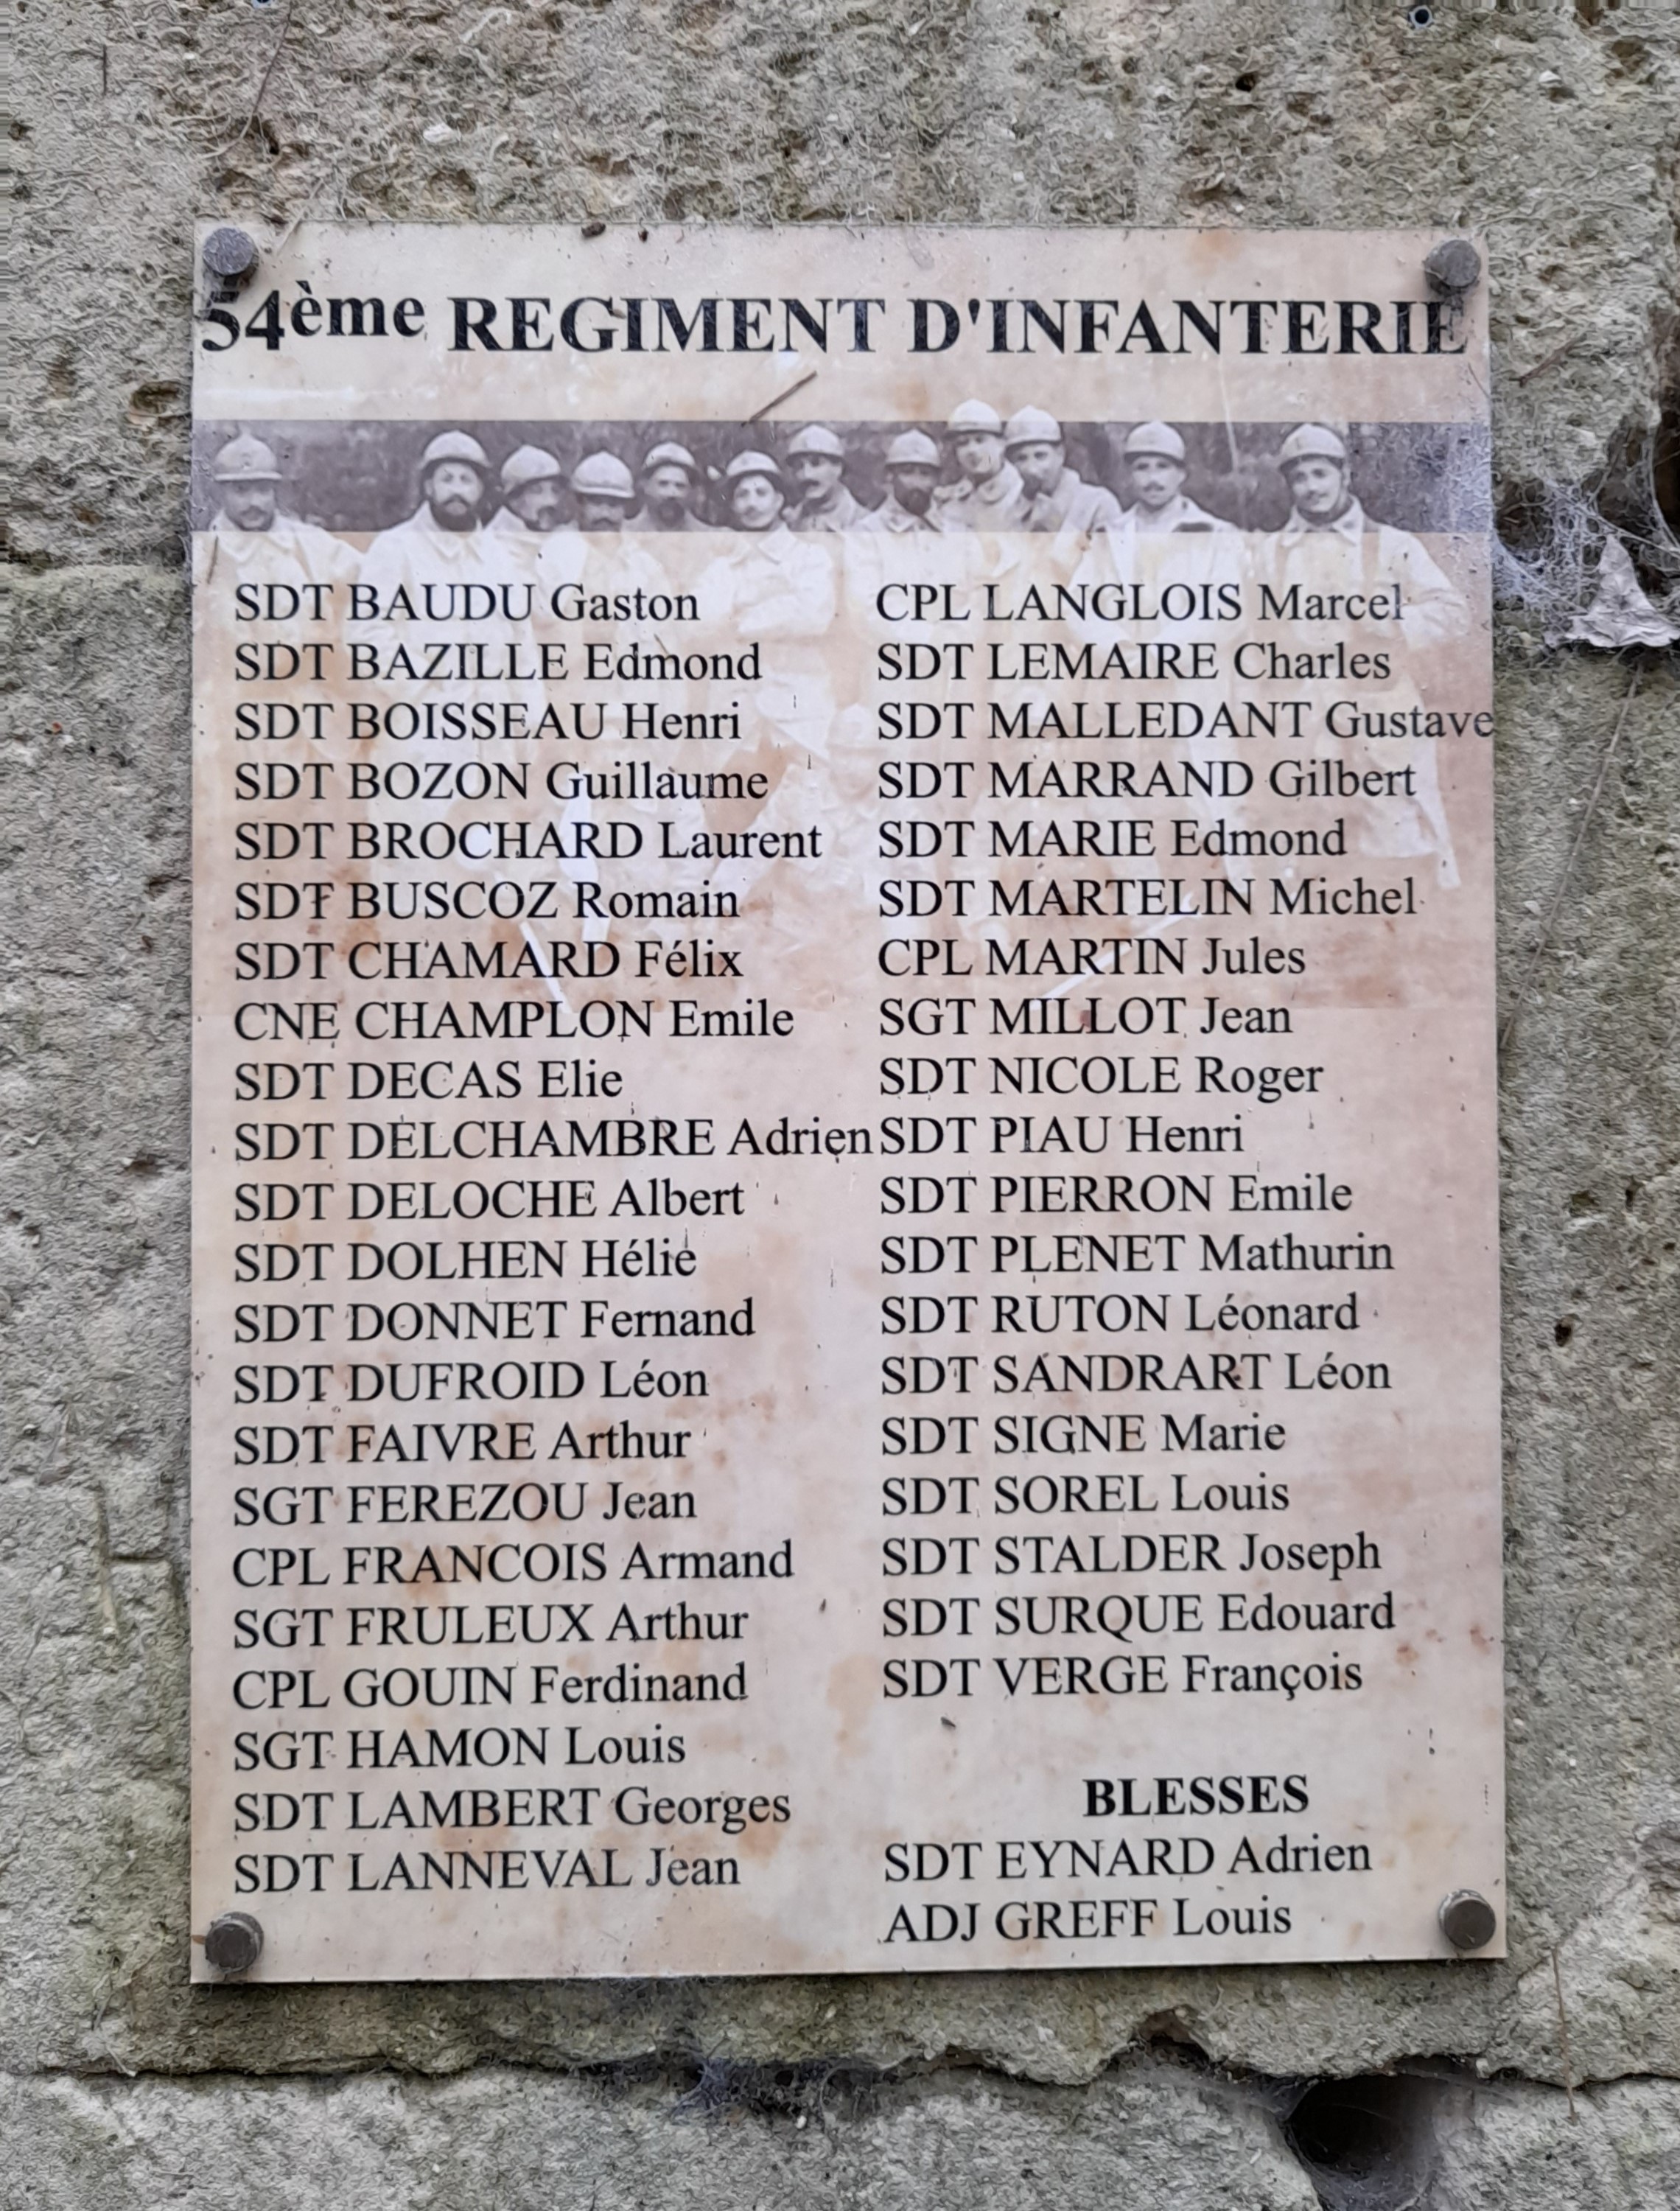 54ème REGIMENT D'INFANTERIE
SDT BAUDU Gaston
SDT BAZILLE Edmond
SDT BOISSEAU Henri
SDT BOZON Guillaume
SDT BROCHARD Laurent
SDT BUSCOZ Romain
SDT CHAMARD Félix
CNE CHAMPLON Emile
SDT DECAS Elie
SDT DELCHAMBRE Adrien
SDT DELOCHE Albert
SDT DOLHEN Hélie
SDT DONNET Fernand
SDT DUFROID Léon
SDT FAIVRE Arthur
SGT FEREZOU Jean
CPL FRANCOIS Armand
SGT FRULEUX Arthur
CPL GOUIN Ferdinand
SGT HAMON Louis
SDT LAMBERT Georges
SDT LANNEVAL Jean
CPL LANGLOIS Marcel
SDT LEMAIRE Charles
SDT MALLEDANT Gustave
SDT MARRAND Gilbert
SDT MARIE Edmond
SDT MARTELIN Michel
CPL MARTIN Jules
SGT MILLOT Jean
SDT NICOLE Roger
SDT PIAU Henri
SDT PIERRON Emile
SDT PLENET Mathurin
SDT RUTON Léonard
SDT SANDRART Léon
SDT SIGNE Marie
SDT SOREL Louis
SDT STALDER Joseph
SDT SURQUE Edouard
SDT VERGE François
BLESSES
SDT EYNARD Adrien
ADJ GREFF Louis